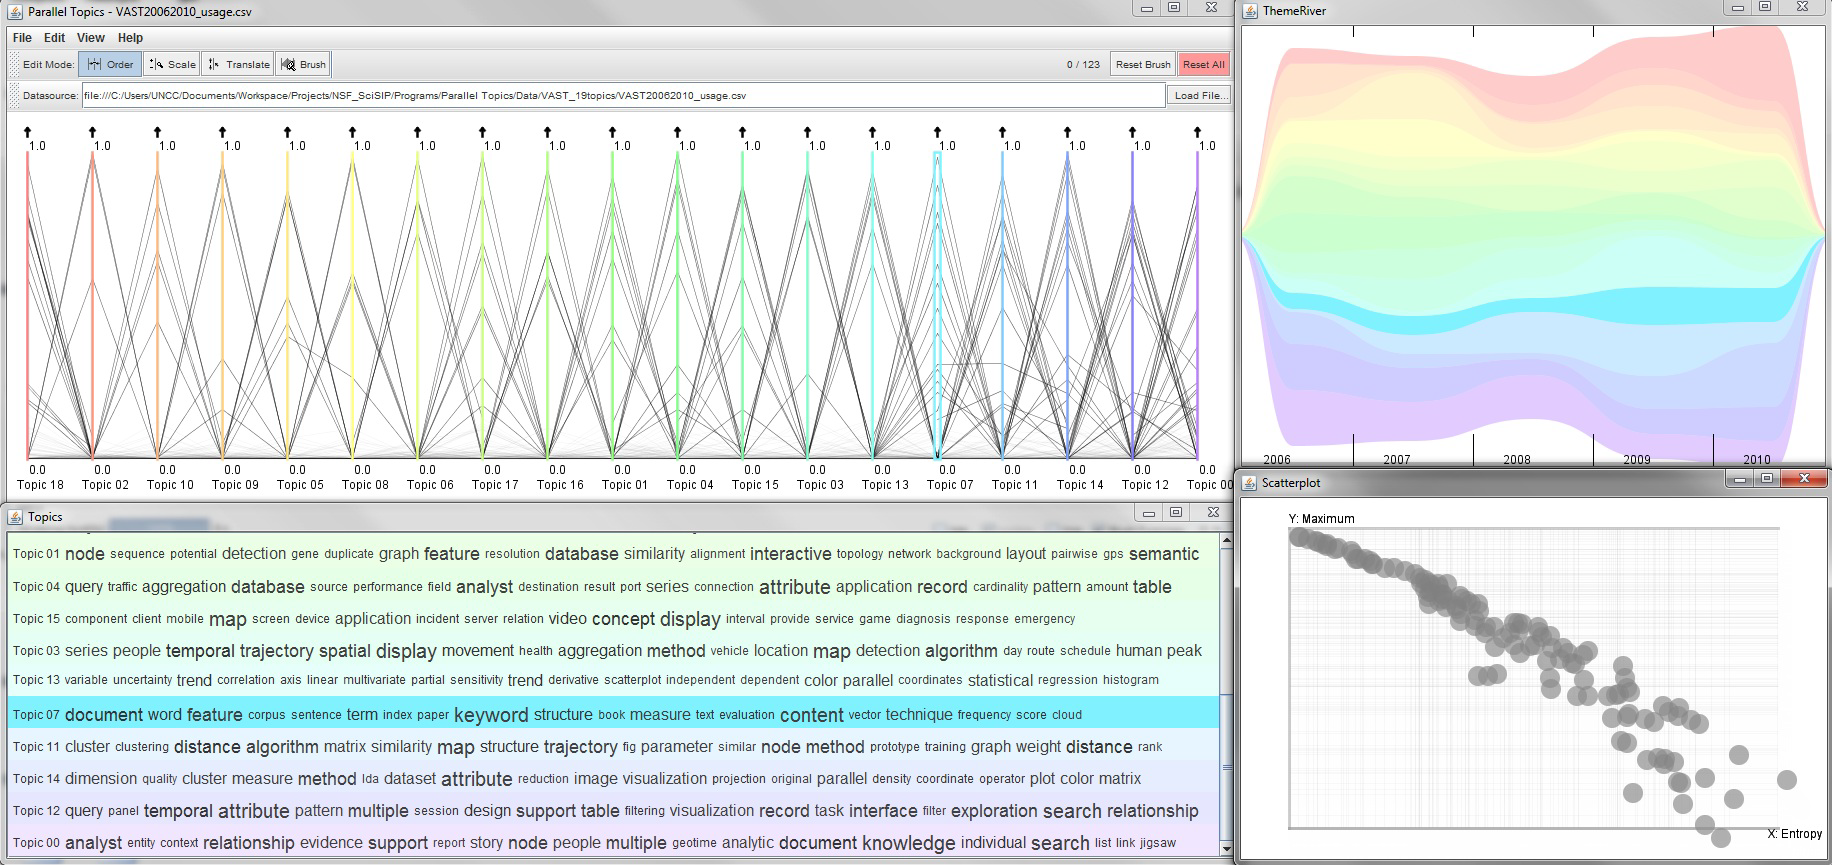 Parallel Topics - VAST20062010_usage.csv
File Edit View Help
Edit Mode: Order Scale Translate Brush 0 / 123 Reset Brush Reset All
Datasource: file:///C:/Users/UNCC/Documents/Workspace/Projects/NSF_SciSIP/Programs/Parallel Topics/Data/VAST_19topics/VAST20062010_usage.csv Load File...
1.0 1.0 1.0 1.0 1.0 1.0 1.0 1.0 1.0 1.0 1.0 1.0 1.0 1.0 1.0 1.0 1.0 1.0 1.0
0.0 0.0 0.0 0.0 0.0 0.0 0.0 0.0 0.0 0.0 0.0 0.0 0.0 0.0 0.0 0.0 0.0 0.0 0.0
Topic 18 Topic 02 Topic 10 Topic 09 Topic 05 Topic 08 Topic 06 Topic 17 Topic 16 Topic 01 Topic 04 Topic 15 Topic 03 Topic 13 Topic 07 Topic 11 Topic 14 Topic 12 Topic 00
Topics
Topic 01 node sequence potential detection gene duplicate graph feature resolution database similarity alignment interactive topology network background layout pairwise gps semantic
Topic 04 query traffic aggregation database source performance field analyst destination result port series connection attribute application record cardinality pattern amount table
Topic 15 component client mobile map screen device application incident server relation video concept display interval provide service game diagnosis response emergency
Topic 03 series people temporal trajectory spatial display movement health aggregation method vehicle location map detection algorithm day route schedule human peak
Topic 13 variable uncertainty trend correlation axis linear multivariate partial sensitivity trend derivative scatterplot independent dependent color parallel coordinates statistical regression histogram
Topic 07 document word feature corpus sentence term index paper keyword structure book measure text evaluation content vector technique frequency score cloud
Topic 11 cluster clustering distance algorithm matrix similarity map structure trajectory fig parameter similar node method prototype training graph weight distance rank
Topic 14 dimension quality cluster measure method lda dataset attribute reduction image visualization projection original parallel density coordinate operator plot color matrix
Topic 12 query panel temporal attribute pattern multiple session design support table filtering visualization record task interface filter exploration search relationship
Topic 00 analyst entity context relationship evidence support report story node people multiple geotime analytic document knowledge individual search list link jigsaw
ThemeRiver
2006 2007 2008 2009 2010
Scatterplot
Y: Maximum
X: Entropy